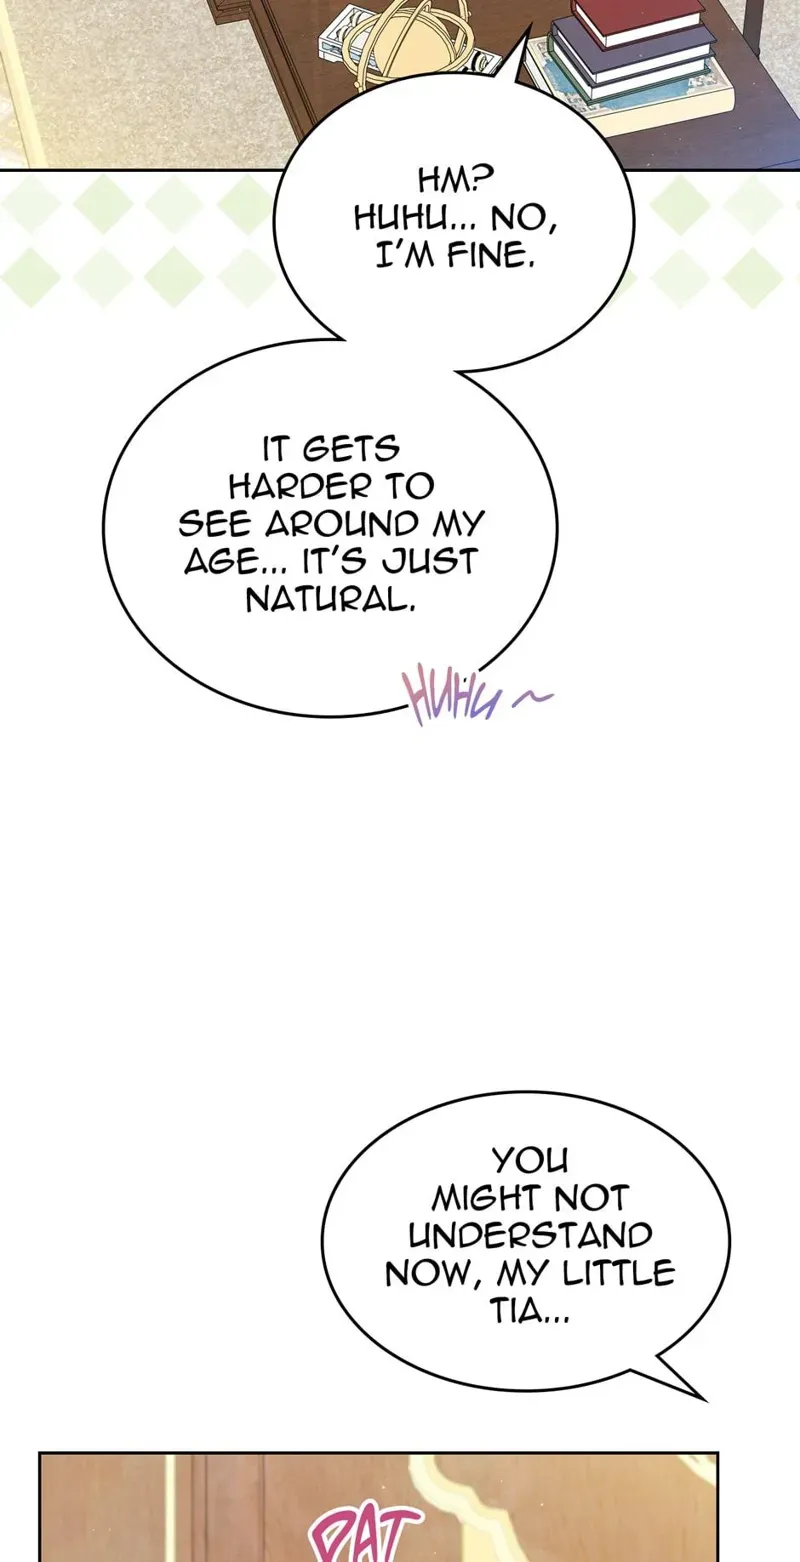 HM?
HUHU... NO,
I'M FINE.
IT GETS
HARDER TO
SEE AROUND MY
AGE... IT'S JUST
NATURAL.
HUHU~
YOU
MIGHT NOT
UNDERSTAND
NOW, MY LITTLE
TIA...
PAT